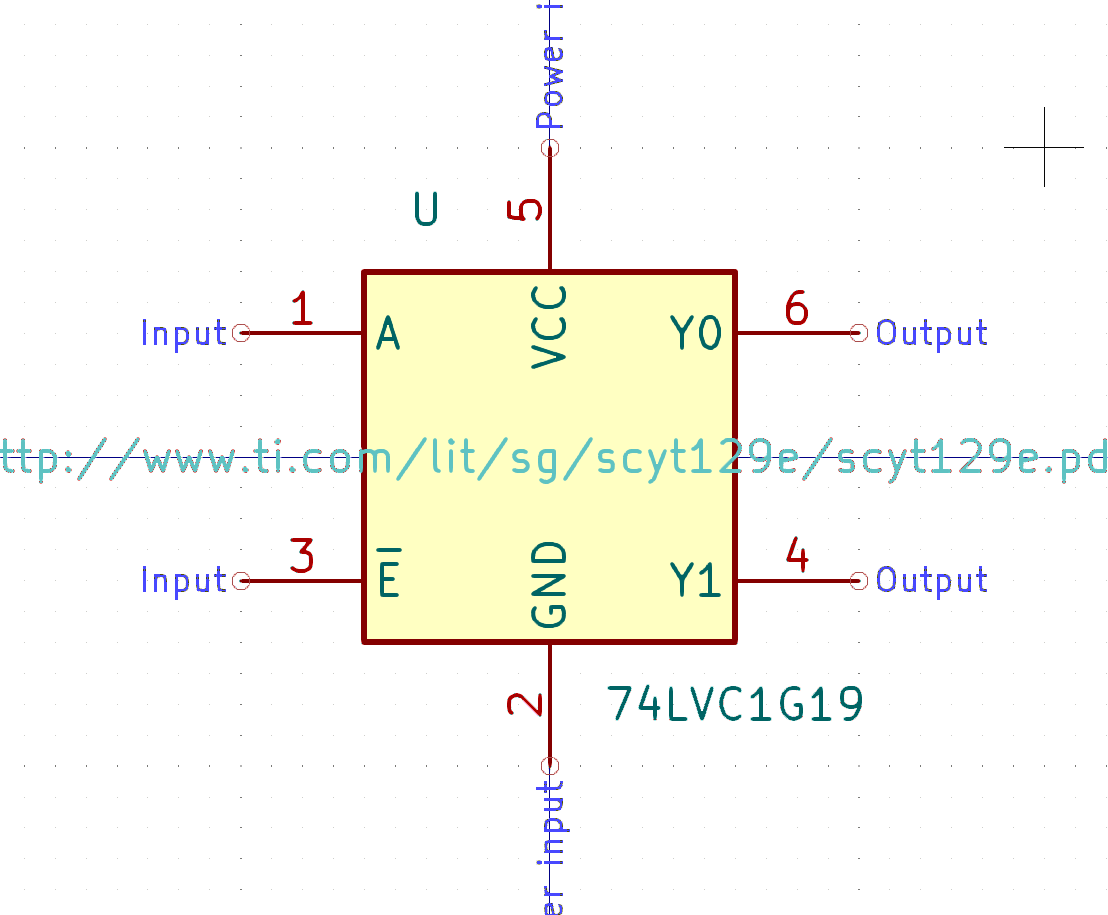 Power i
U
5
1
VCC
6
Input
A
Y0
Output
ttp://www.ti.com/lit/sg/scyt129e/scyt129e.pd
3
GND
4
Input
E
Y1
Output
2
74LVC1G19
er input